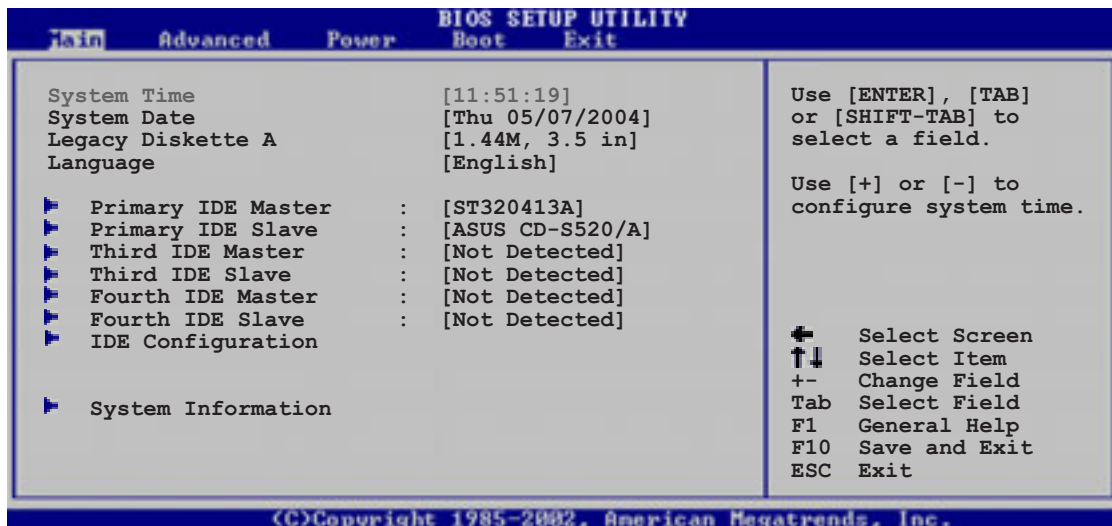 BIOS SETUP UTILITY
Main Advanced Power Boot Exit
System Time [11:51:19]
System Date [Thu 05/07/2004]
Legacy Diskette A [1.44M, 3.5 in]
Language [English]
Primary IDE Master : [ST320413A]
Primary IDE Slave : [ASUS CD-S520/A]
Third IDE Master : [Not Detected]
Third IDE Slave : [Not Detected]
Fourth IDE Master : [Not Detected]
Fourth IDE Slave : [Not Detected]
IDE Configuration
System Information
Use [ENTER], [TAB]
or [SHIFT-TAB] to
select a field.
Use [+] or [-] to
configure system time.
← Select Screen
↑↓ Select Item
+- Change Field
Tab Select Field
F1 General Help
F10 Save and Exit
ESC Exit
(C)Copyright 1985-2002, American Megatrends, Inc.